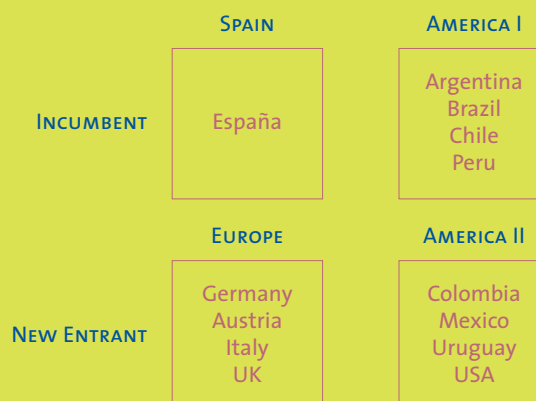 SPAIN
AMERICA I
INCUMBENT
España
Argentina
Brazil
Chile
Peru
EUROPE
AMERICA II
NEW ENTRANT
Germany
Austria
Italy
UK
Colombia
Mexico
Uruguay
USA